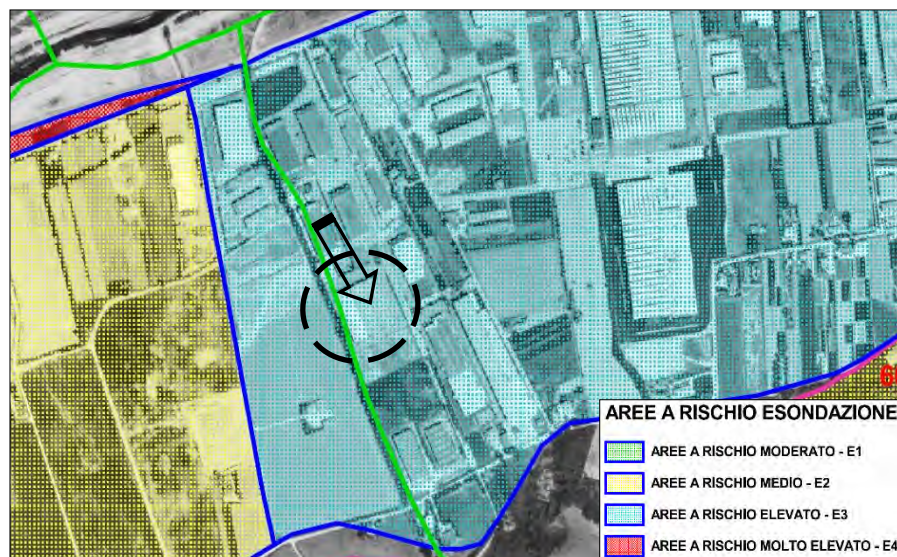 6
AREE A RISCHIO ESONDAZIONE
AREE A RISCHIO MODERATO - E1
AREE A RISCHIO MEDIO - E2
AREE A RISCHIO ELEVATO - E3
AREE A RISCHIO MOLTO ELEVATO - E4